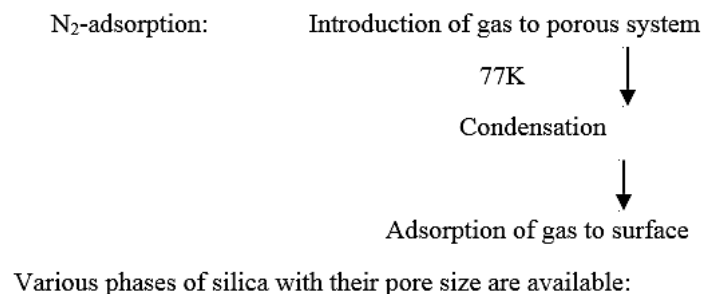 N₂-adsorption: Introduction of gas to porous system
77K
Condensation
Adsorption of gas to surface
Various phases of silica with their pore size are available: